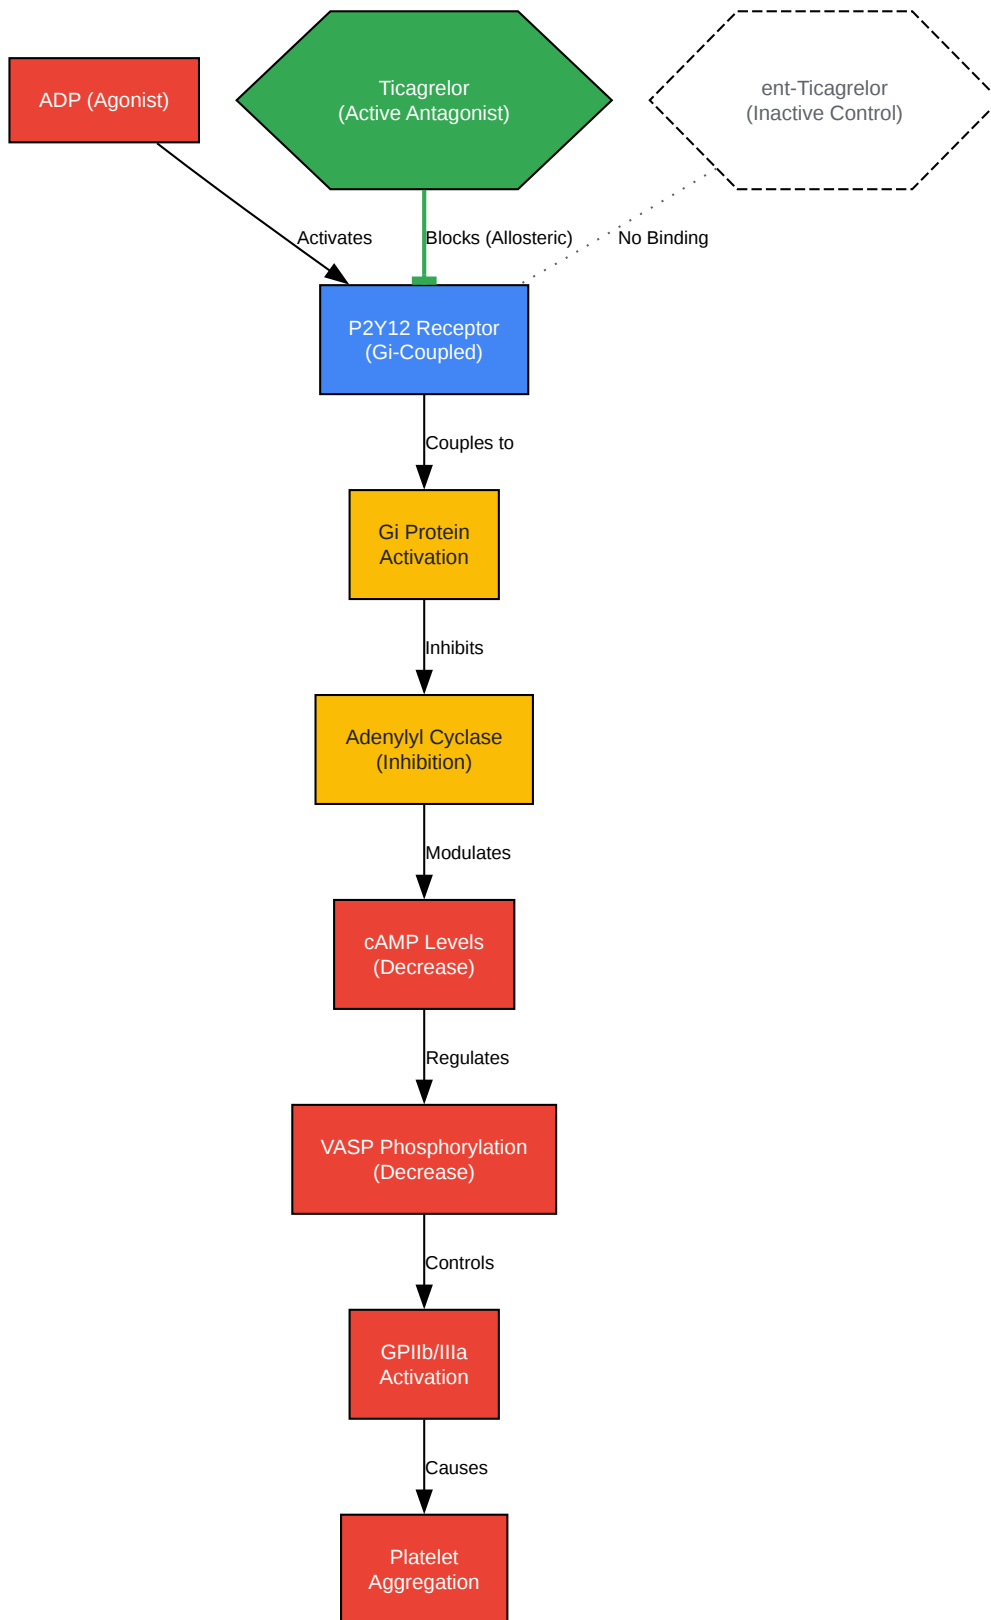 ADP (Agonist)
Ticagrelor
(Active Antagonist)
ent-Ticagrelor
(Inactive Control)
Activates
Blocks (Allosteric)
No Binding
P2Y12 Receptor
(Gi-Coupled)
Couples to
Gi Protein
Activation
Inhibits
Adenylyl Cyclase
(Inhibition)
Modulates
cAMP Levels
(Decrease)
Regulates
VASP Phosphorylation
(Decrease)
Controls
GPIIb/IIIa
Activation
Causes
Platelet
Aggregation